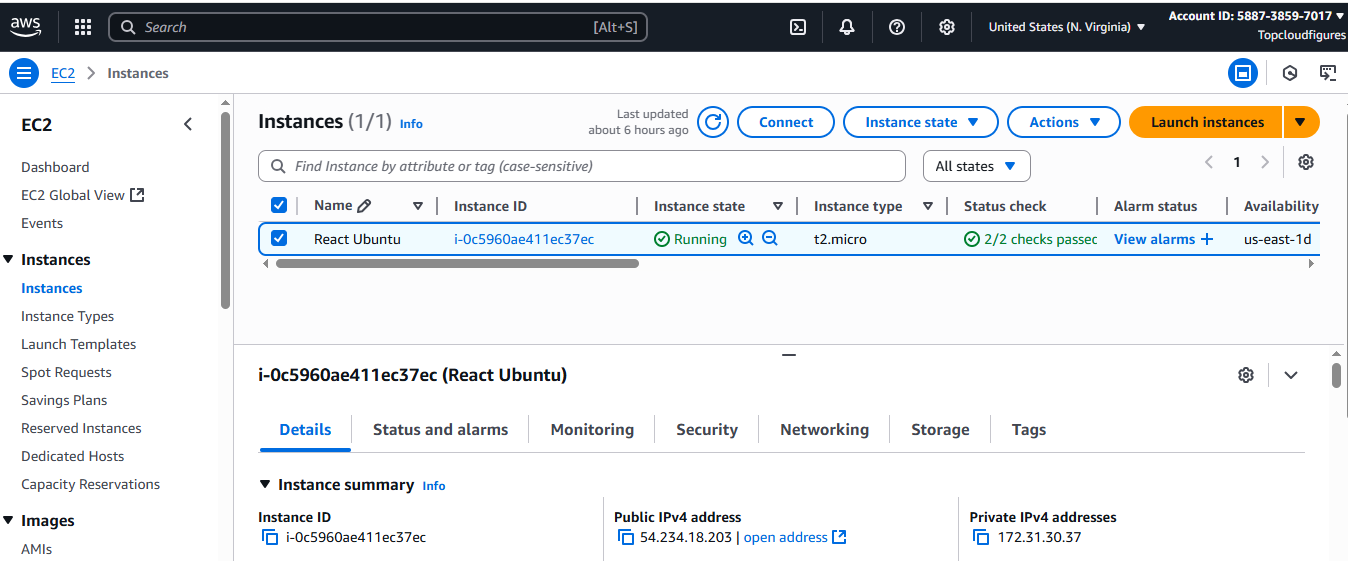 aws
Search [Alt+S]
United States (N. Virginia)
Account ID: 5887-3859-7017
Topcloudfigures
EC2 Instances
EC2
Dashboard
EC2 Global View
Events
Instances
Instances
Instance Types
Launch Templates
Spot Requests
Savings Plans
Reserved Instances
Dedicated Hosts
Capacity Reservations
Images
AMIs
Instances (1/1) Info
Last updated
about 6 hours ago
Connect
Instance state
Actions
Launch instances
Find Instance by attribute or tag (case-sensitive)
All states
1
Name Instance ID Instance state Instance type Status check Alarm status Availability
React Ubuntu i-0c5960ae411ec37ec Running t2.micro 2/2 checks passed View alarms + us-east-1d
i-0c5960ae411ec37ec (React Ubuntu)
Details Status and alarms Monitoring Security Networking Storage Tags
Instance summary Info
Instance ID
i-0c5960ae411ec37ec
Public IPv4 address
54.234.18.203 | open address
Private IPv4 addresses
172.31.30.37